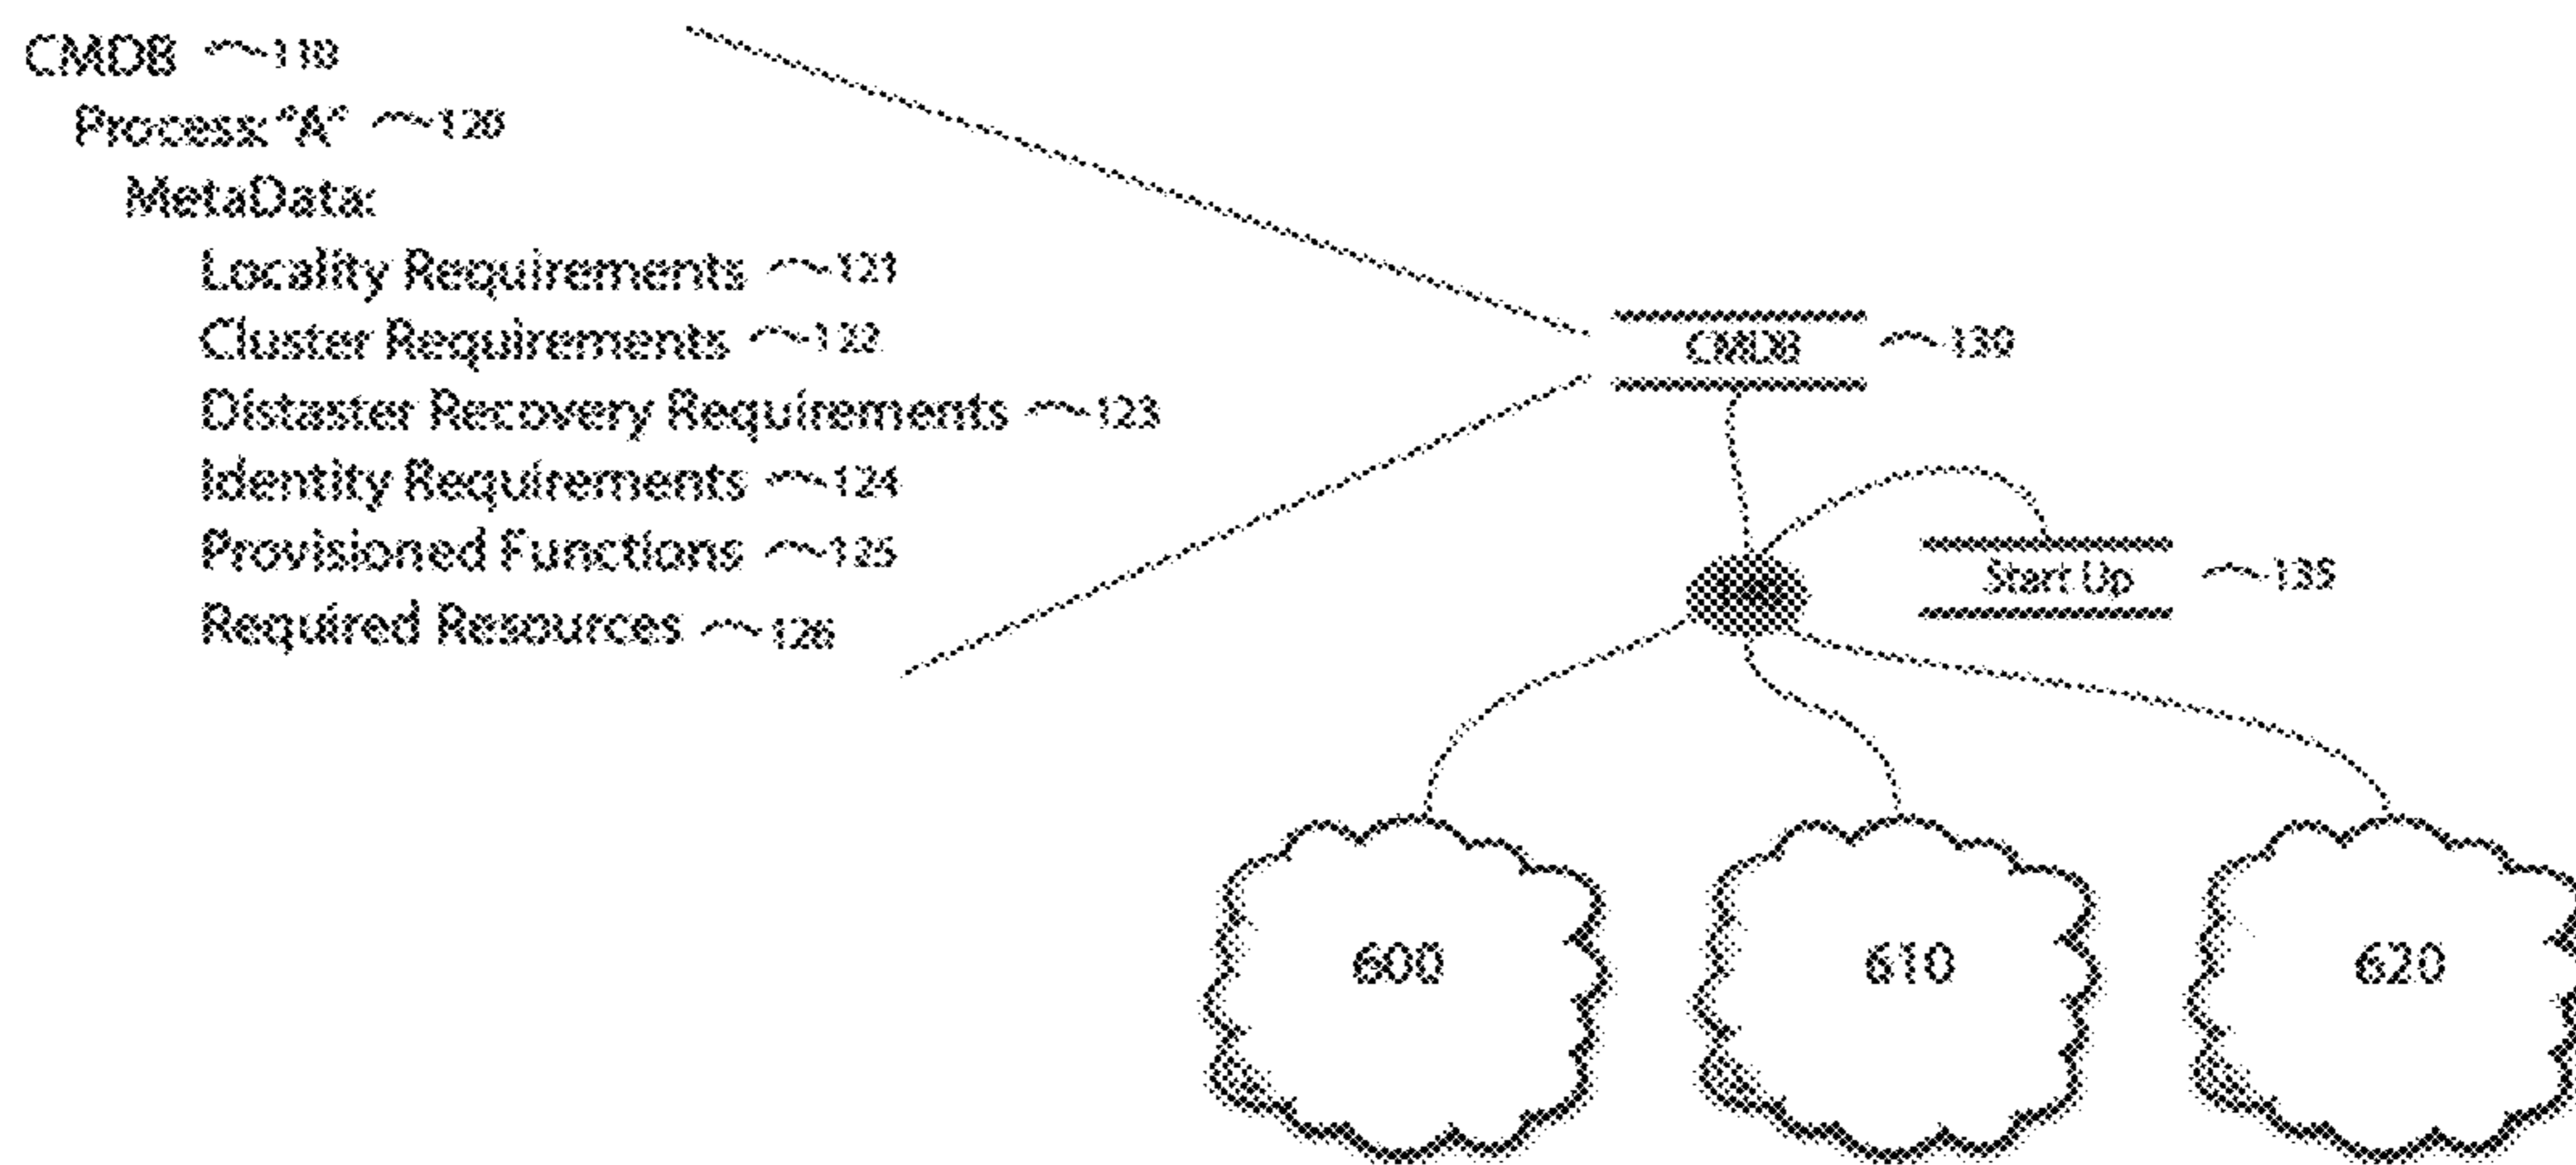 CMDB 110
Process "A" 120
MetaData:
Locality Requirements 121
Cluster Requirements 122
Distaster Recovery Requirements 123
Identity Requirements 124
Provisioned Functions 125
Required Resources 126
CMDB 130
Start Up 135
600 610 620